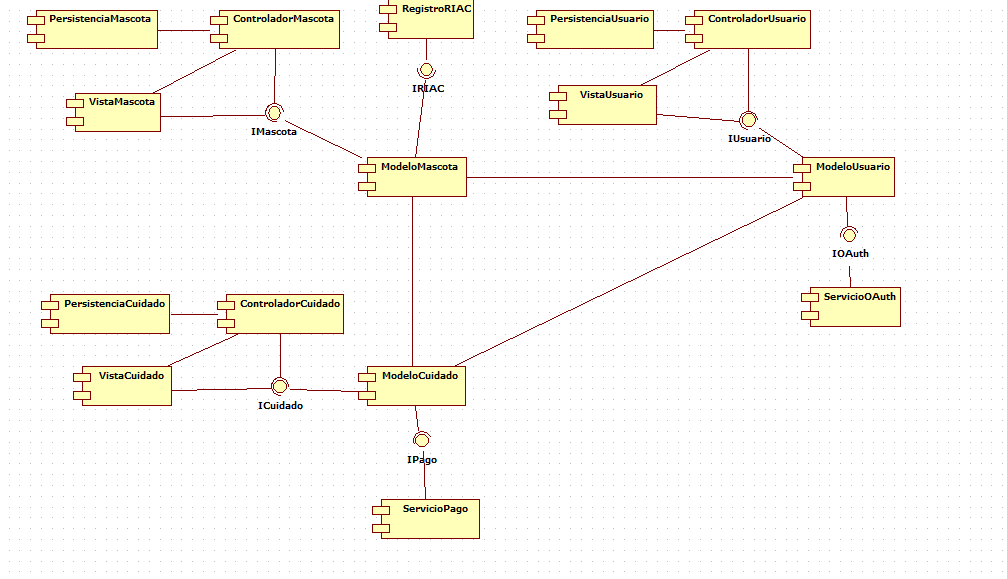 PersistenciaMascota
ControladorMascota
RegistroRIAC
PersistenciaUsuario
ControladorUsuario
IRIAC
VistaMascota
VistaUsuario
IMascota
IUsuario
ModeloMascota
ModeloUsuario
IOAuth
ServicioOAuth
PersistenciaCuidado
ControladorCuidado
VistaCuidado
ModeloCuidado
ICuidado
IPago
ServicioPago